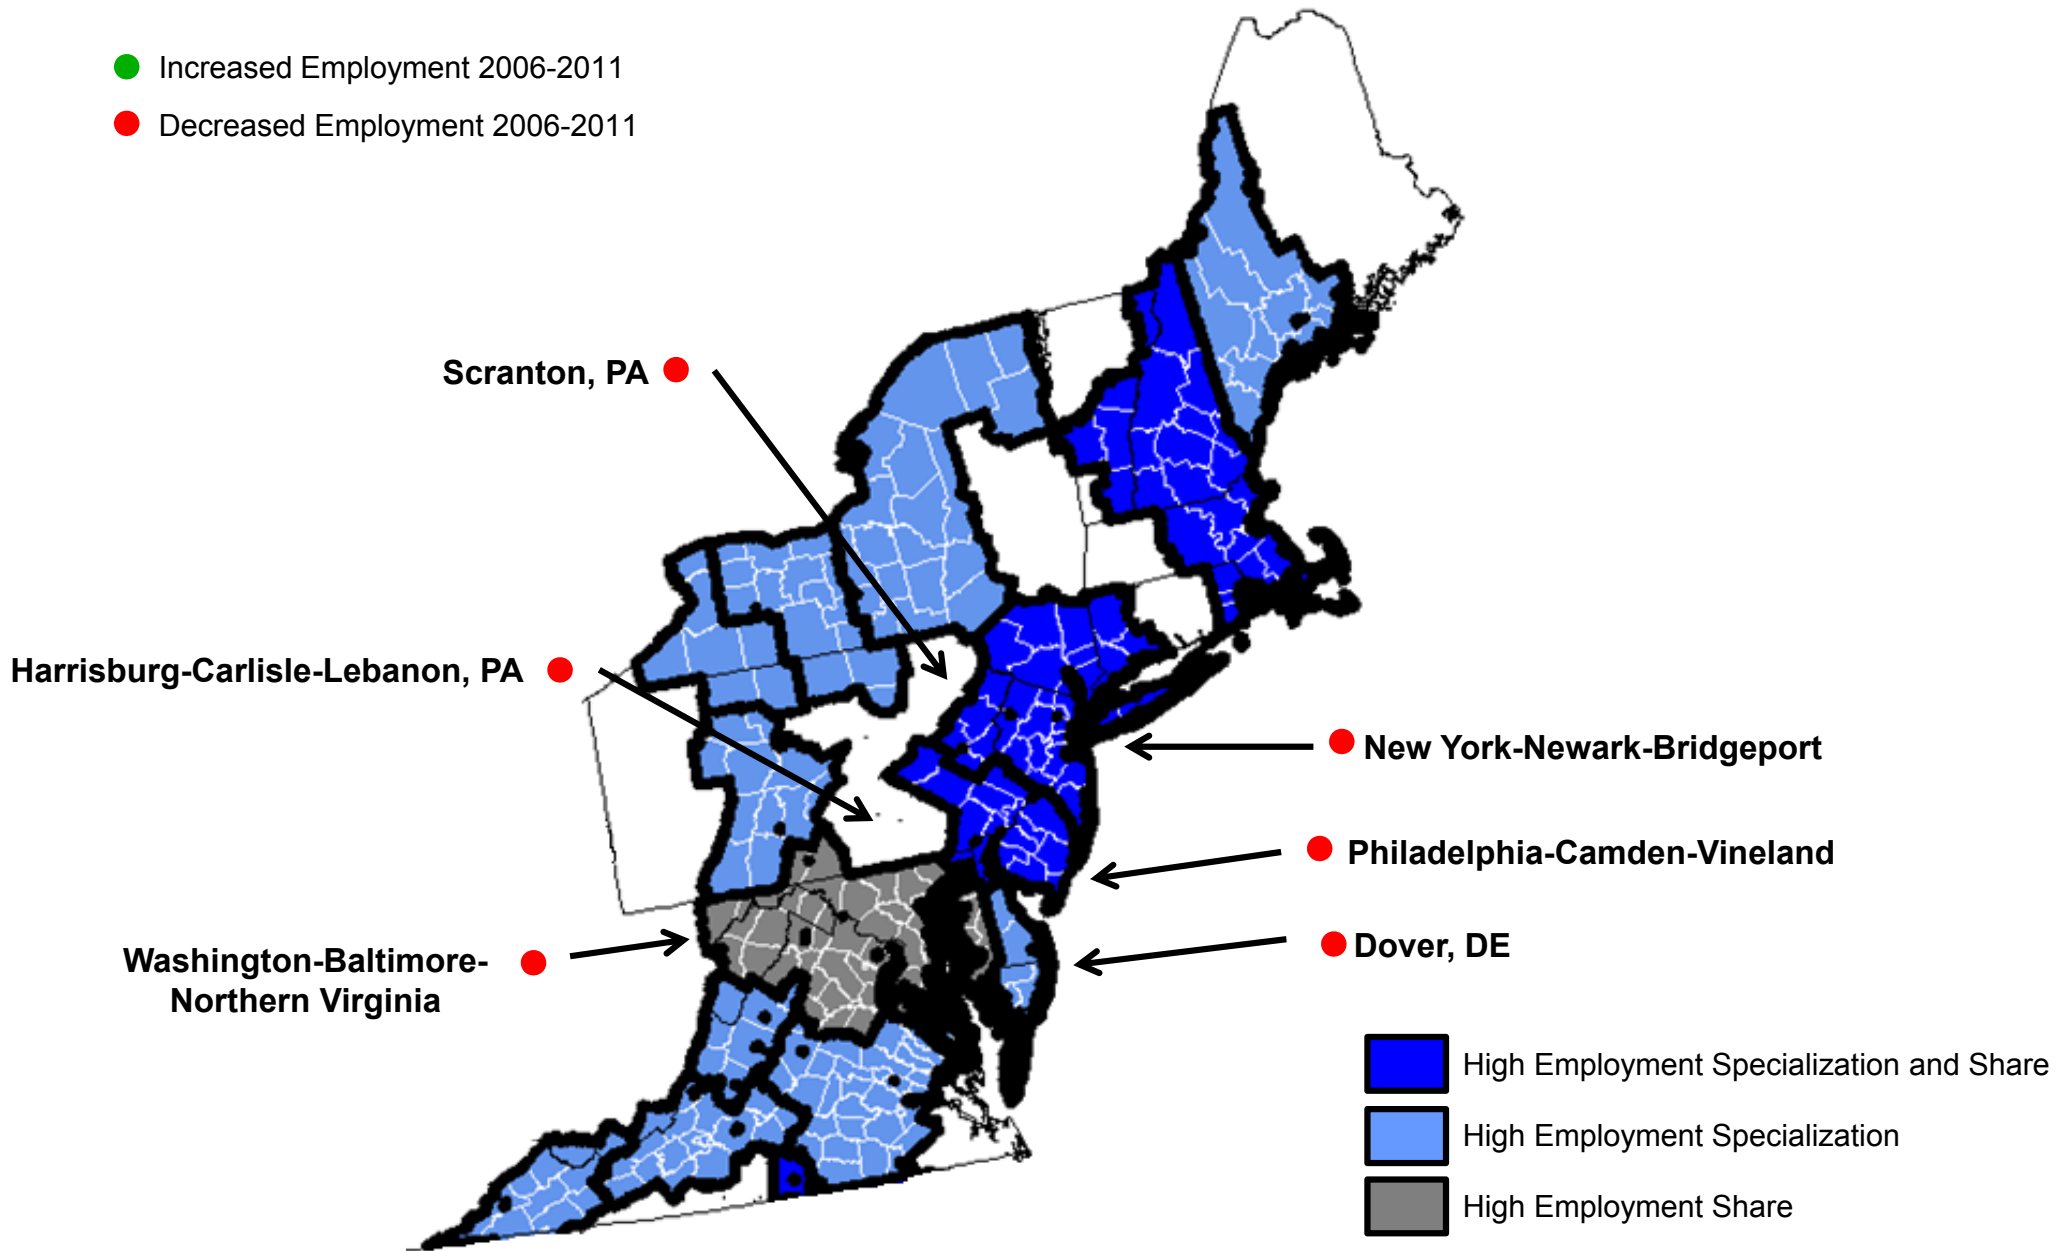 Increased Employment 2006-2011
Decreased Employment 2006-2011
Scranton, PA
Harrisburg-Carlisle-Lebanon, PA
New York-Newark-Bridgeport
Philadelphia-Camden-Vineland
Dover, DE
Washington-Baltimore-
Northern Virginia
High Employment Specialization and Share
High Employment Specialization
High Employment Share